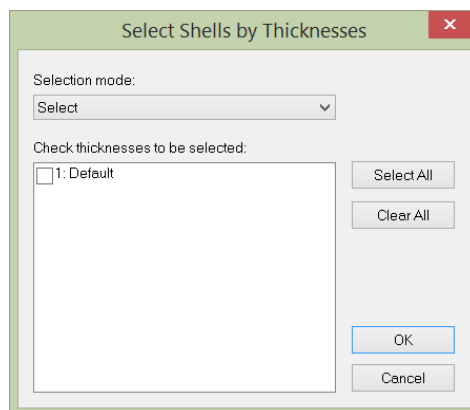 Select Shells by Thicknesses
Selection mode:
Select
Check thicknesses to be selected:
1: Default
Select All
Clear All
OK
Cancel